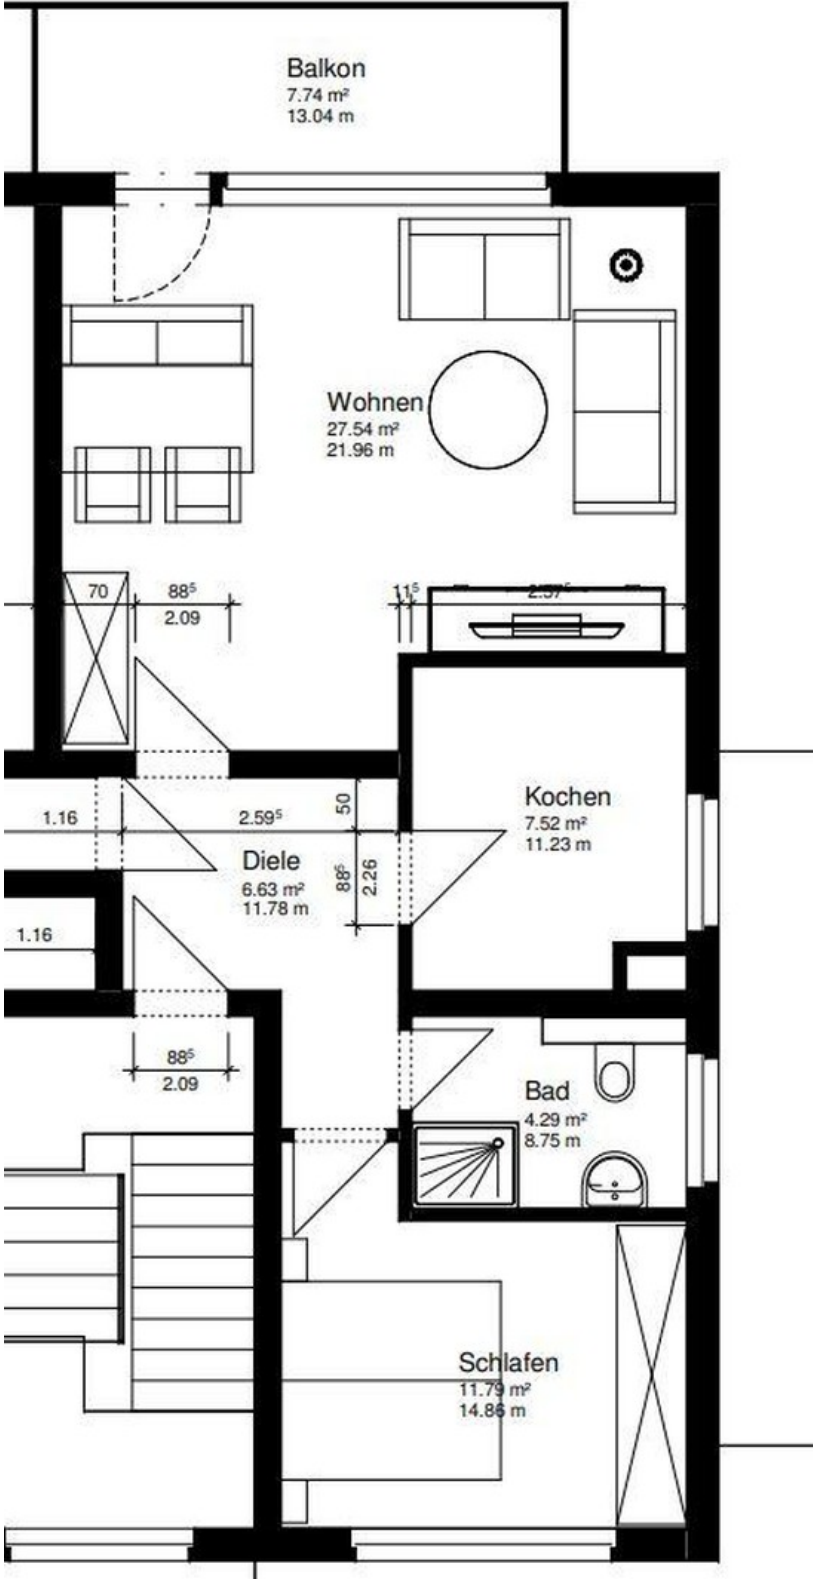 Balkon
7.74 m²
13.04 m
Wohnen
27.54 m²
21.96 m
70
88⁵
2.09
11⁵
2.57⁵
Kochen
7.52 m²
11.23 m
1.16
2.59⁵
50
88⁵
2.26
Diele
6.63 m²
11.78 m
1.16
88⁵
2.09
Bad
4.29 m²
8.75 m
Schlafen
11.79 m²
14.86 m